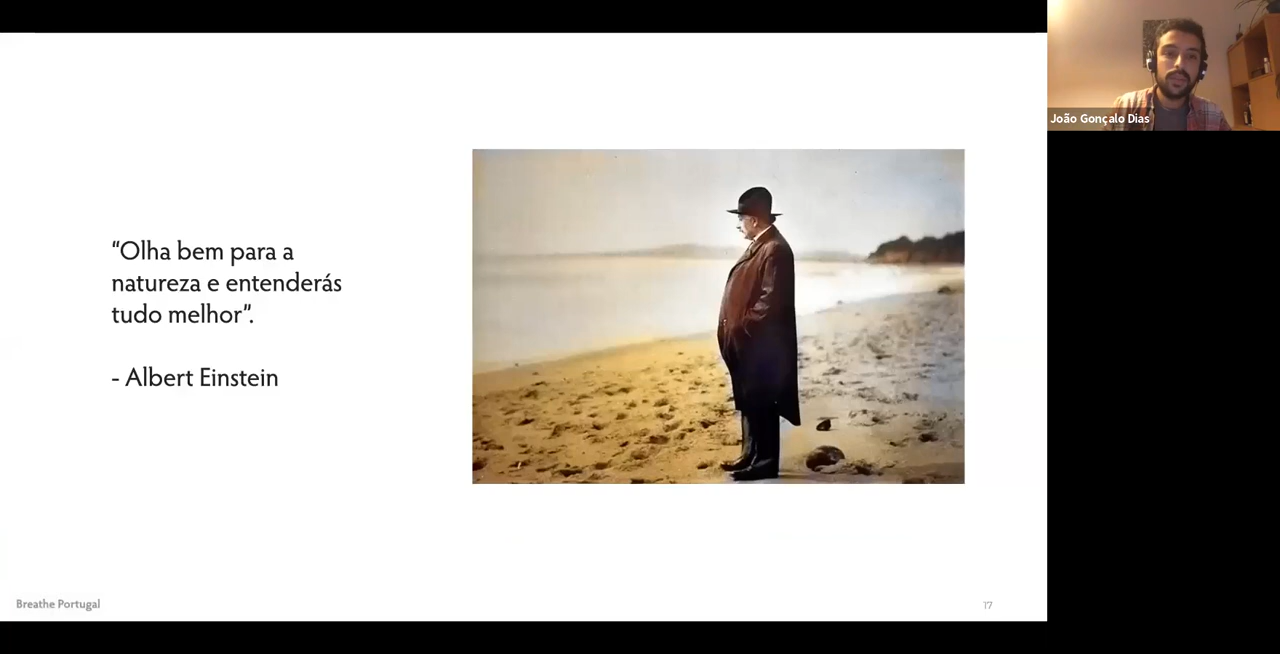 “Olha bem para a
natureza e entenderás
tudo melhor”.
- Albert Einstein
Breathe Portugal
17
João Gonçalo Dias